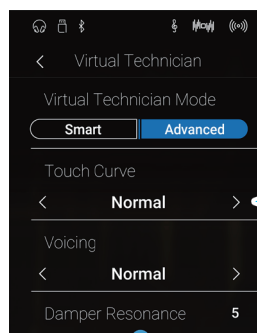 Virtual Technician
Virtual Technician Mode
Smart Advanced
Touch Curve
Normal
Voicing
Normal
Damper Resonance 5